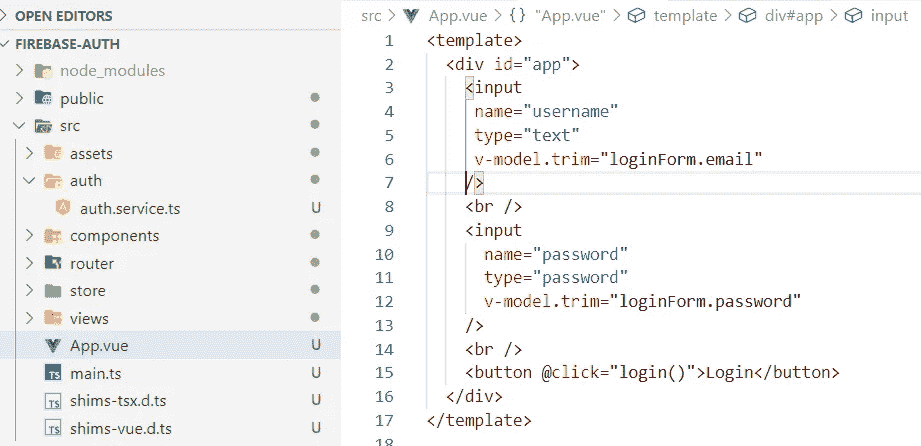 OPEN EDITORS
FIREBASE-AUTH
node_modules
public
src
assets
auth
auth.service.ts U
components
router
store
views
App.vue U
TS main.ts U
TS shims-tsx.d.ts U
TS shims-vue.d.ts U
src > App.vue > {} "App.vue" > template > div#app > input
1 <template>
2 <div id="app">
3 <input
4 name="username"
5 type="text"
6 v-model.trim="loginForm.email"
7 />
8 <br />
9 <input
10 name="password"
11 type="password"
12 v-model.trim="loginForm.password"
13 />
14 <br />
15 <button @click="login()">Login</button>
16 </div>
17 </template>
18